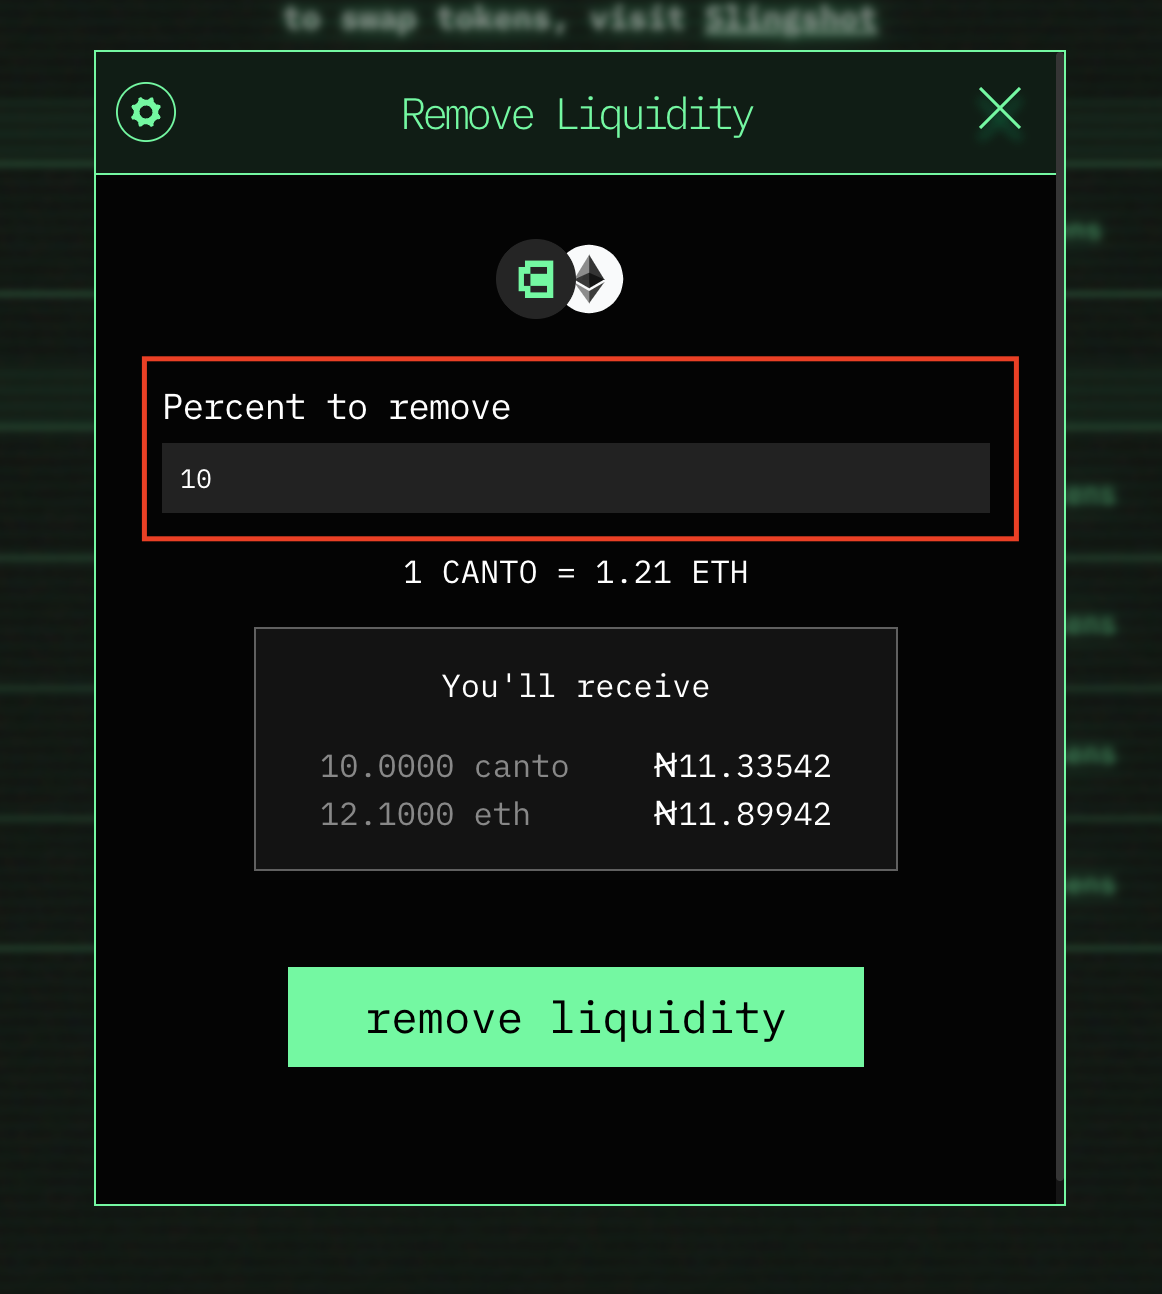 to swap tokens, visit Slingshot
Remove Liquidity
Percent to remove
10
1 CANTO = 1.21 ETH
You'll receive
10.0000 canto ₦11.33542
12.1000 eth ₦11.89942
remove liquidity